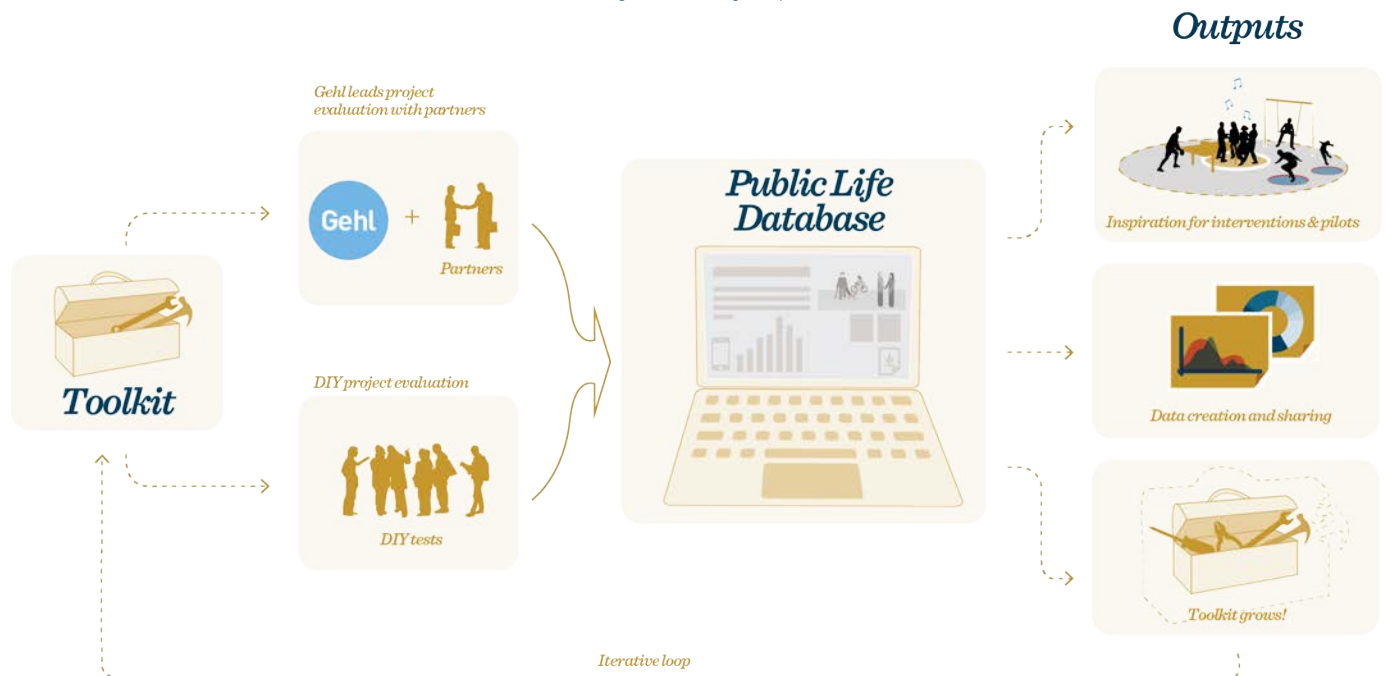 Outputs
Gehl leads project
evaluation with partners
Gehl
+
Partners
Public Life
Database
Inspiration for interventions & pilots
Toolkit
DIY project evaluation
DIY tests
Data creation and sharing
Toolkit grows!
Iterative loop